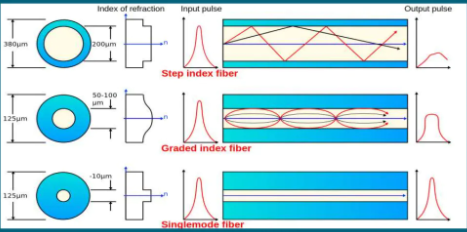 Index of refraction Input pulse Output pulse
380μm 200μm n
Step index fiber
125μm 50-100
μm n
Graded index fiber
125μm -10μm n
Singlemode fiber